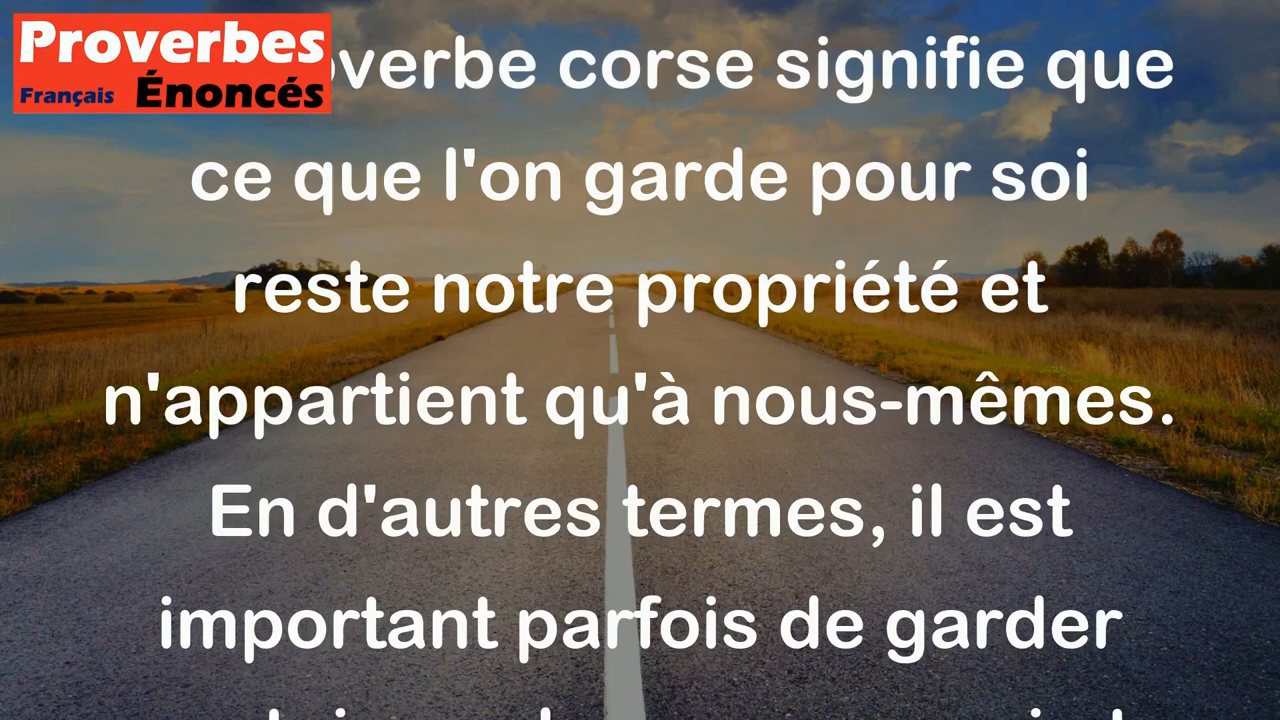 Proverbes
Français Énoncés
verbe corse signifie que
ce que l'on garde pour soi
reste notre propriété et
n'appartient qu'à nous-mêmes.
En d'autres termes, il est
important parfois de garder